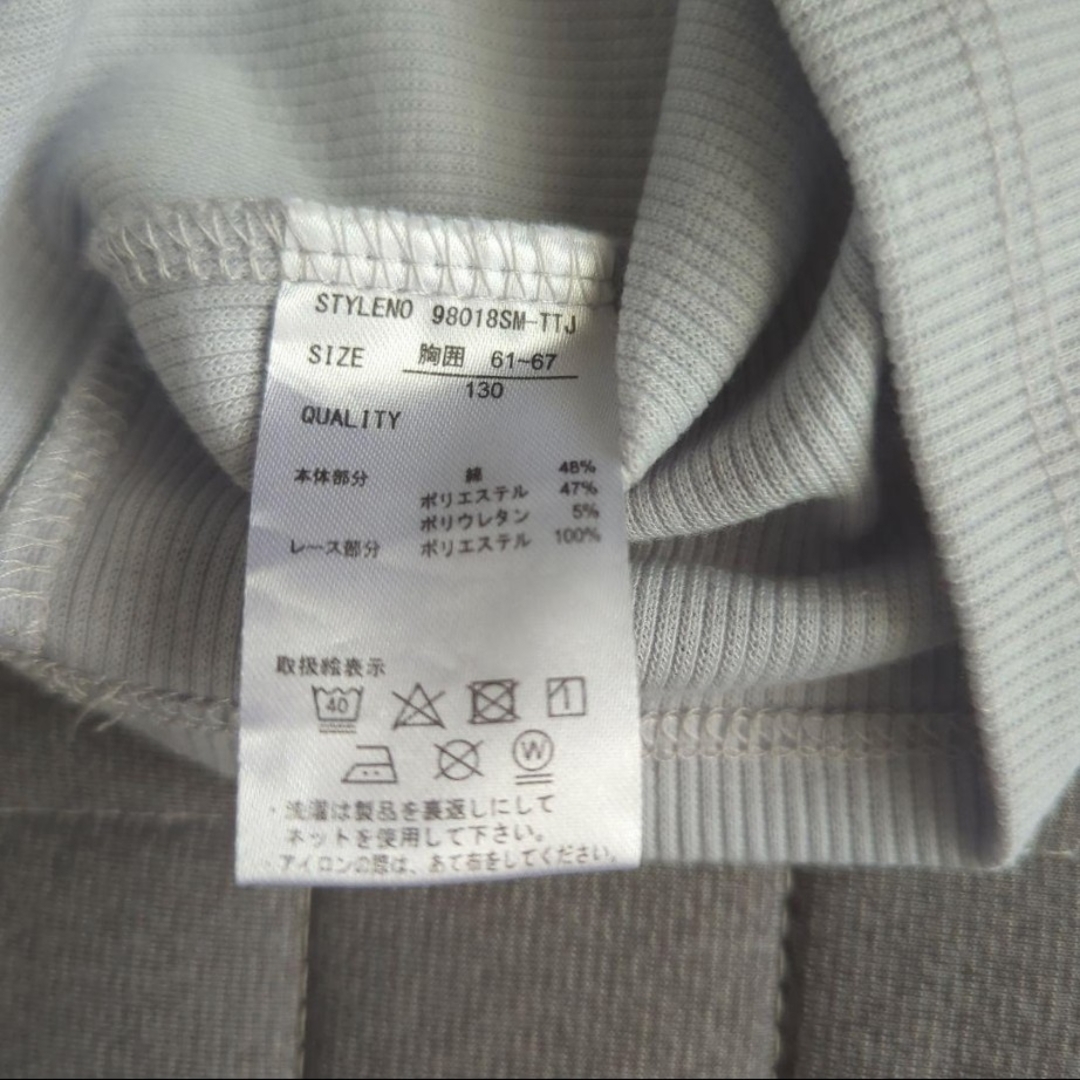 STYLENO 98018SM-TTJ
SIZE 胸囲 61~67
130
QUALITY
本体部分 綿 48%
ポリエステル 47%
ポリウレタン 5%
レース部分 ポリエステル 100%
取扱絵表示
40
1
W
・洗濯は製品を裏返しにして
ネットを使用して下さい。
・アイロンの際は、あて布をしてください。